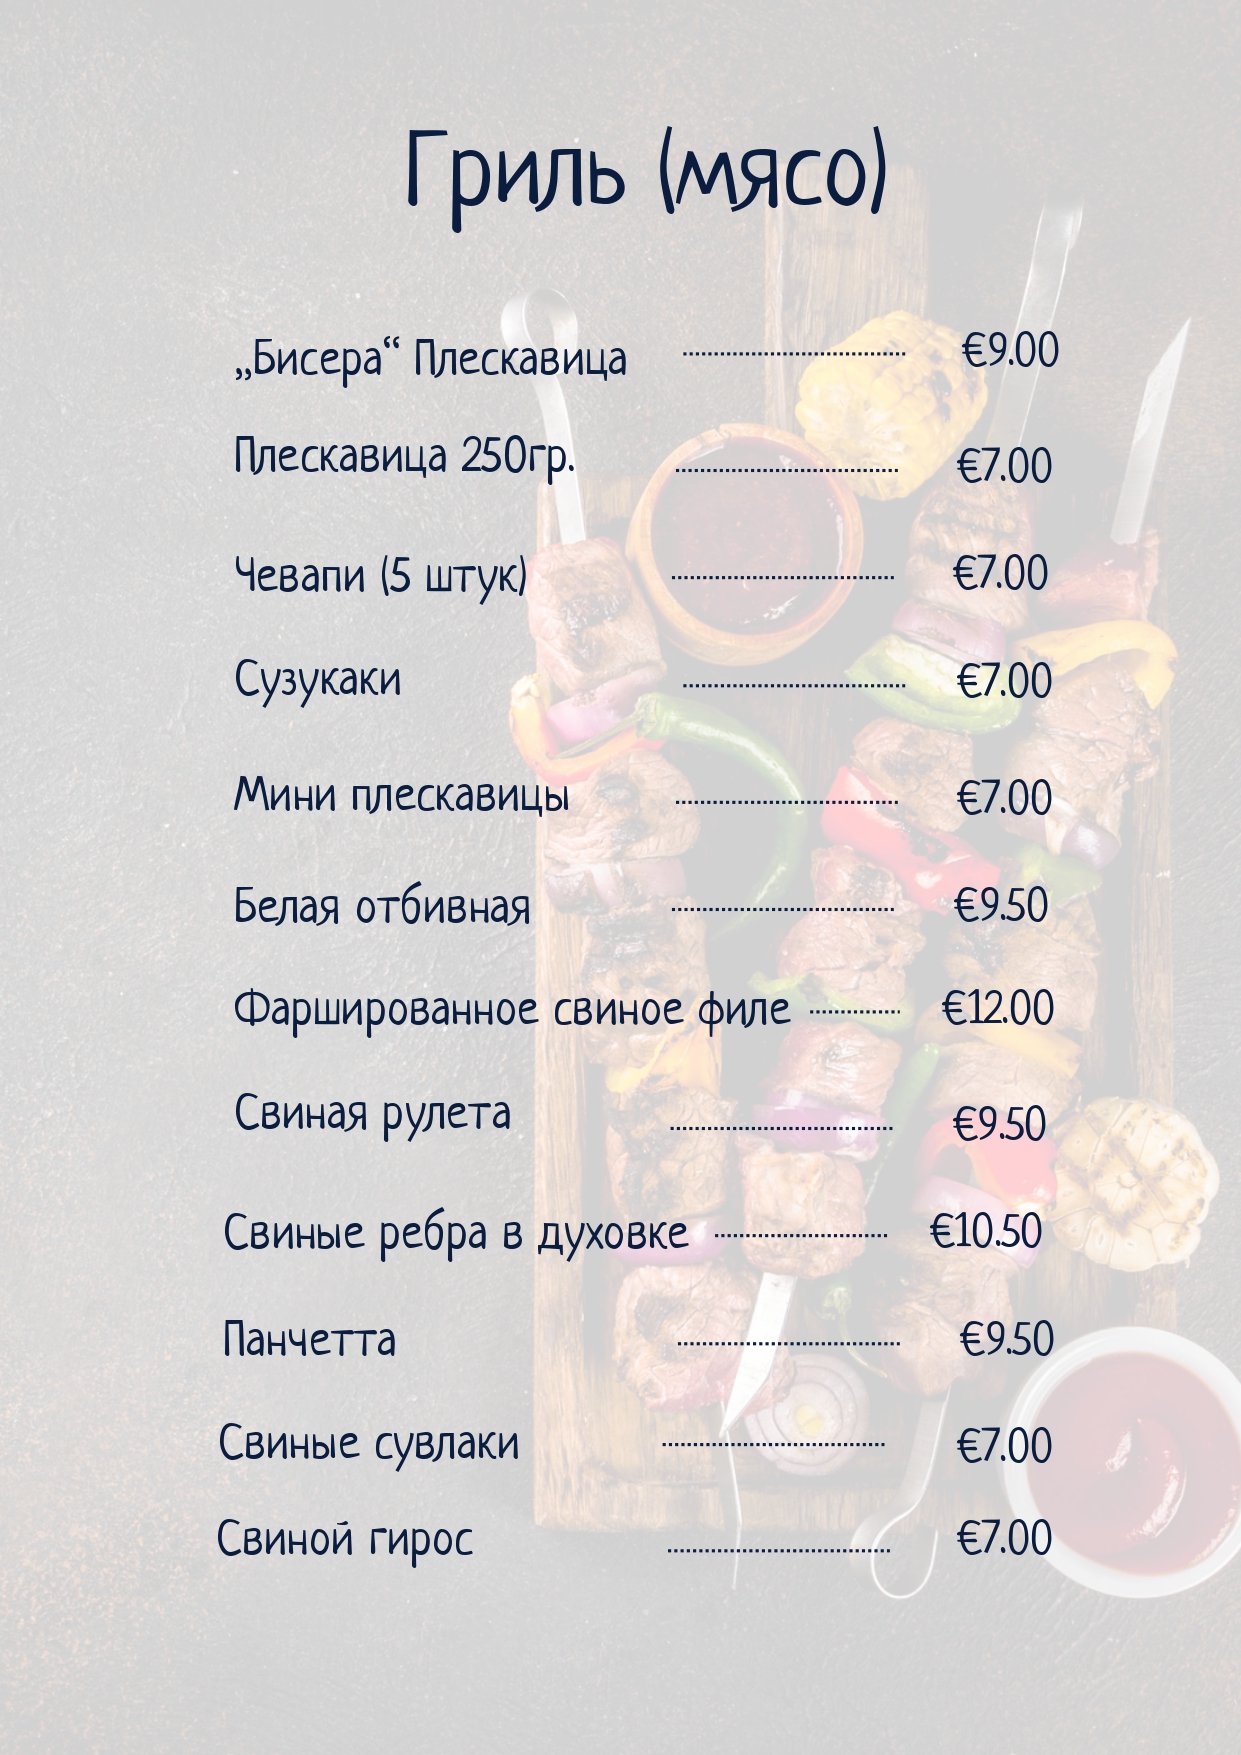 Гриль (мясо)
„Бисера“ Плескавица ........ €9.00
Плескавица 250гр. ........ €7.00
Чевапи (5 штук) ........ €7.00
Сузукаки ........ €7.00
Мини плескавицы ........ €7.00
Белая отбивная ........ €9.50
Фаршированное свиное филе ........ €12.00
Свиная рулета ........ €9.50
Свиные ребра в духовке ........ €10.50
Панчетта ........ €9.50
Свиные сувлаки ........ €7.00
Свиной гирос ........ €7.00